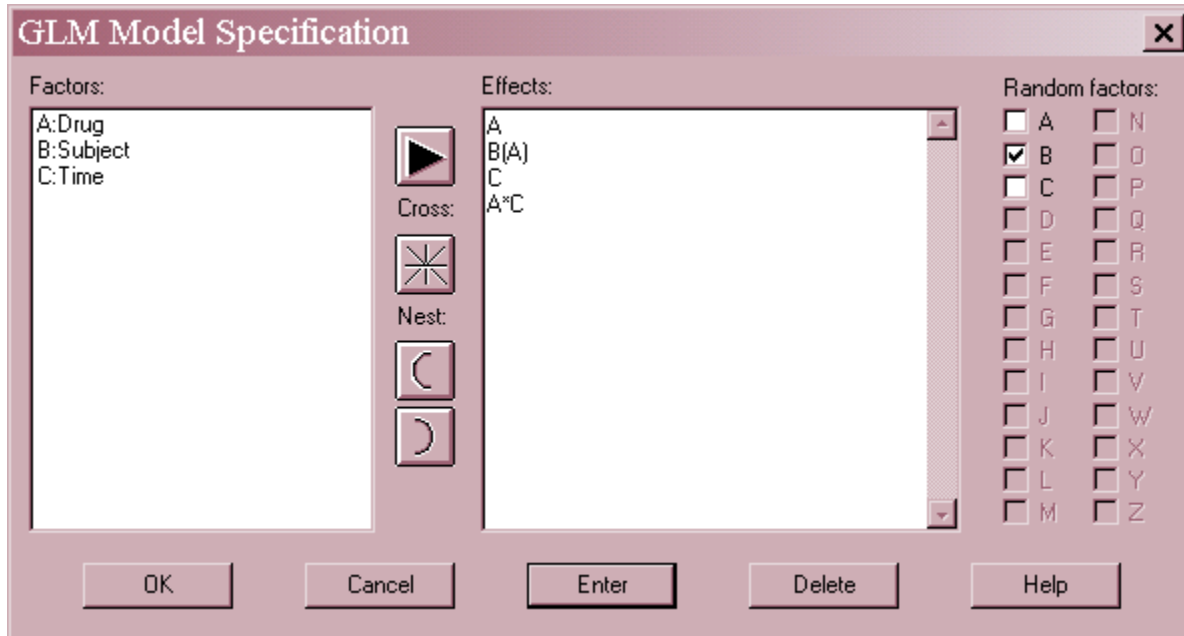 GLM Model Specification
Factors:
A:Drug
B:Subject
C:Time
Cross:
Nest:
Effects:
A
B(A)
C
A*C
Random factors:
A N
B O
C P
D Q
E R
F S
G T
H U
I V
J W
K X
L Y
M Z
OK Cancel Enter Delete Help